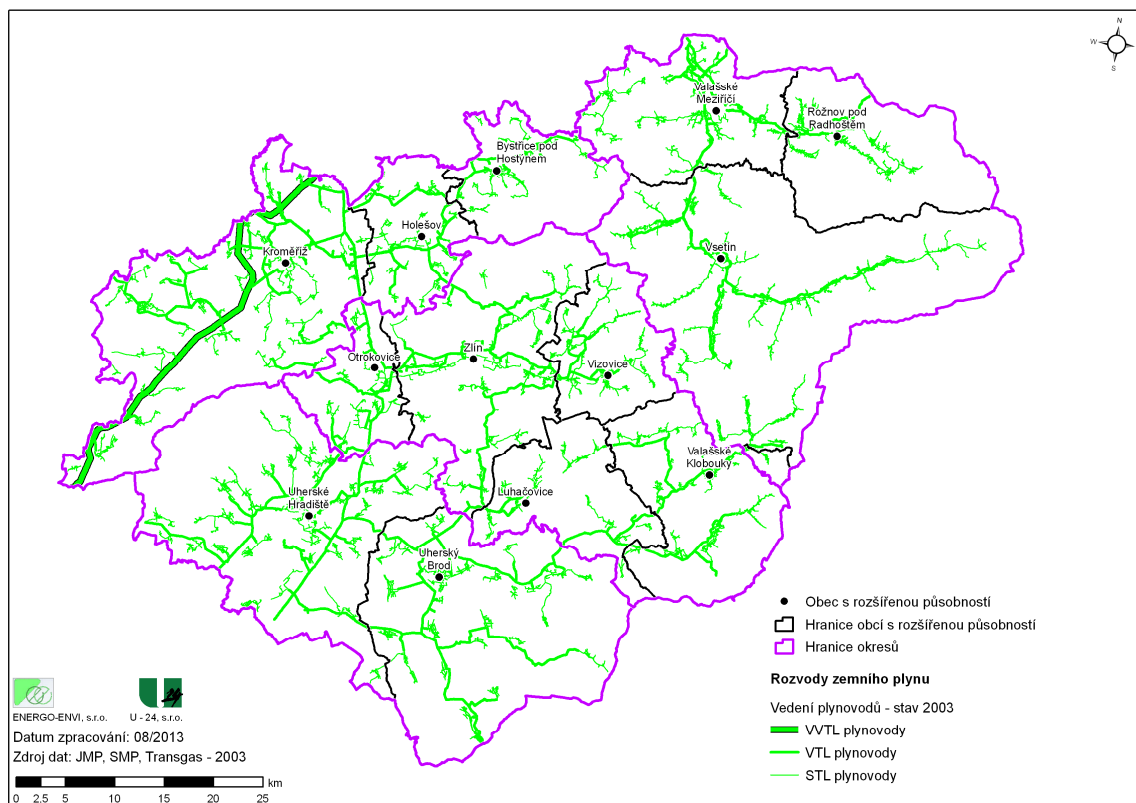 N
W
S
Valašské
Meziříčí
Rožnov pod
Radhoštěm
Bystřice pod
Hostýnem
Holešov
Kroměříž
Vsetín
Otrokovice
Zlín
Vizovice
Valašské
Klobouky
Uherské
Hradiště
Luhačovice
Uherský
Brod
Obec s rozšířenou působností
Hranice obcí s rozšířenou působností
Hranice okresů
Rozvody zemního plynu
Vedení plynovodů - stav 2003
VVTL plynovody
VTL plynovody
STL plynovody
ENERGO-ENVI, s.r.o.
U - 24, s.r.o.
Datum zpracování: 08/2013
Zdroj dat: JMP, SMP, Transgas - 2003
km
0 2,5 5 10 15 20 25